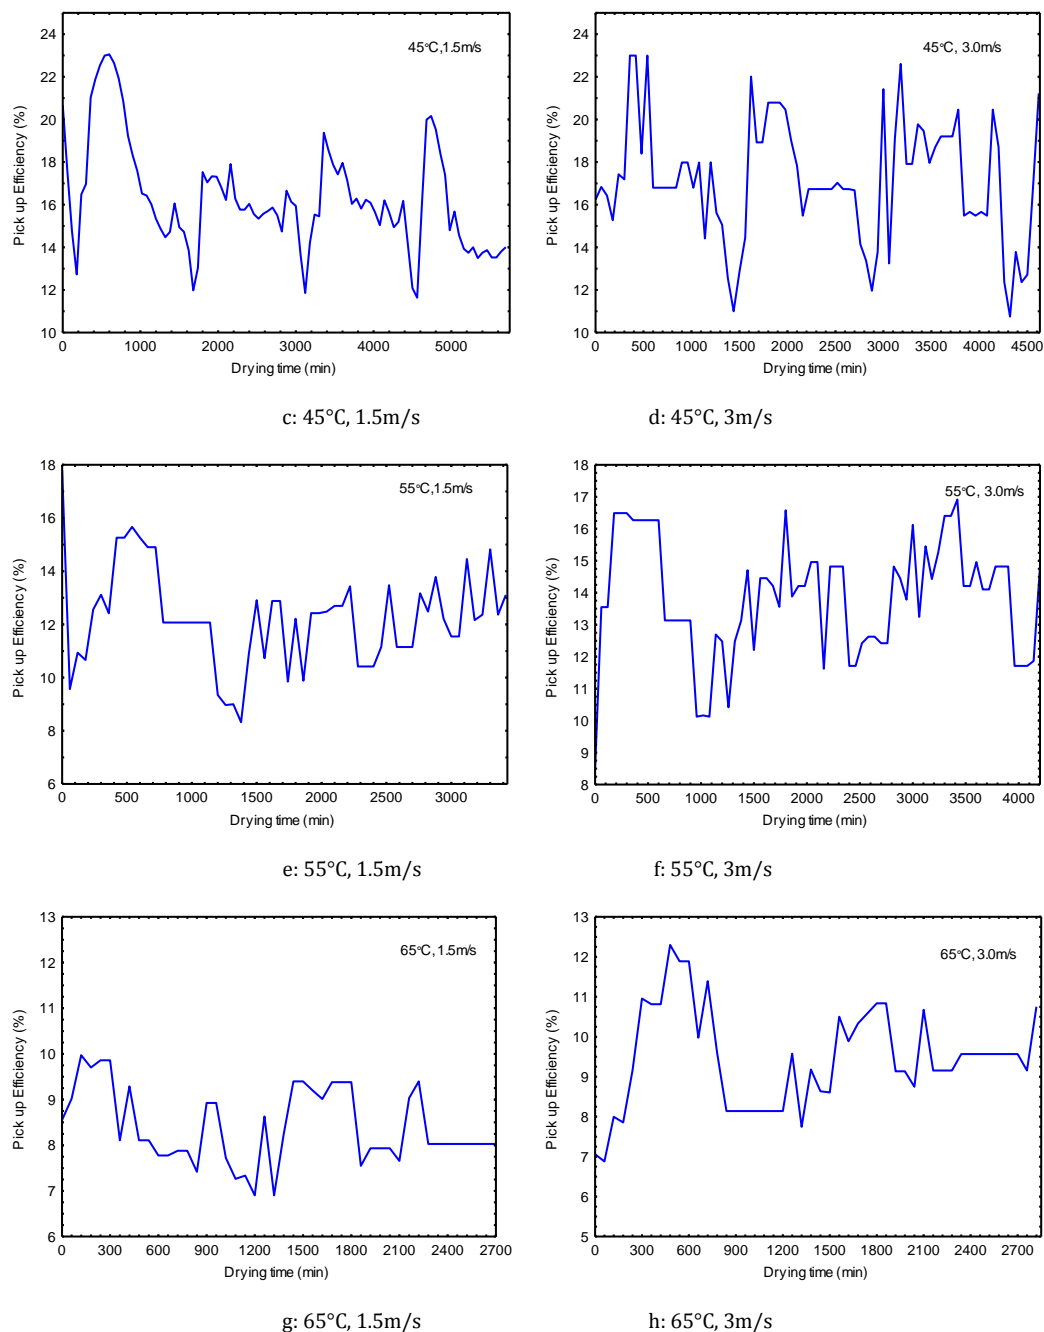 24
22
20
18
16
14
12
10
Pick up Efficiency (%)
45°C,1.5m/s
0 1000 2000 3000 4000 5000
Drying time (min)
24
22
20
18
16
14
12
10
Pick up Efficiency (%)
45°C, 3.0m/s
0 500 1000 1500 2000 2500 3000 3500 4000 4500
Drying time (min)
c: 45°C, 1.5m/s
d: 45°C, 3m/s
18
16
14
12
10
8
6
Pick up Efficiency (%)
55°C,1.5m/s
0 500 1000 1500 2000 2500 3000
Drying time (min)
18
17
16
15
14
13
12
11
10
9
8
Pick up Efficiency (%)
55°C, 3.0m/s
0 500 1000 1500 2000 2500 3000 3500 4000
Drying time (min)
e: 55°C, 1.5m/s
f: 55°C, 3m/s
13
12
11
10
9
8
7
6
Pick up Efficiency (%)
65°C,1.5m/s
0 300 600 900 1200 1500 1800 2100 2400 2700
Drying time (min)
13
12
11
10
9
8
7
6
5
Pick up Efficiency (%)
65°C,3.0m/s
0 300 600 900 1200 1500 1800 2100 2400 2700
Drying time (min)
g: 65°C, 1.5m/s
h: 65°C, 3m/s